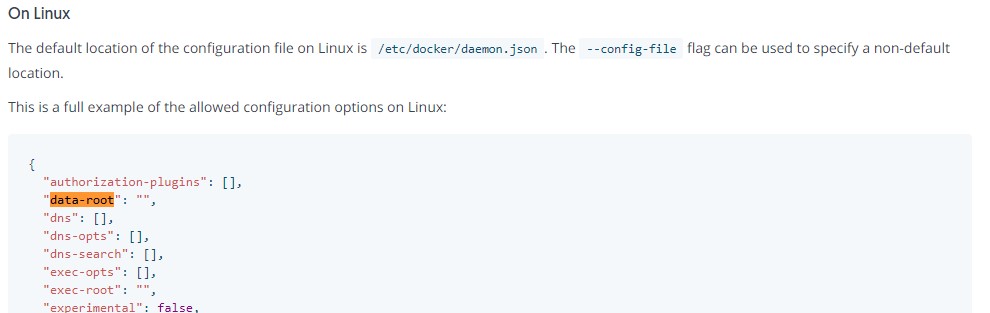 On Linux
The default location of the configuration file on Linux is /etc/docker/daemon.json . The --config-file flag can be used to specify a non-default
location.
This is a full example of the allowed configuration options on Linux:
{
"authorization-plugins": [],
"data-root": "",
"dns": [],
"dns-opts": [],
"dns-search": [],
"exec-opts": [],
"exec-root": "",
"experimental": false,